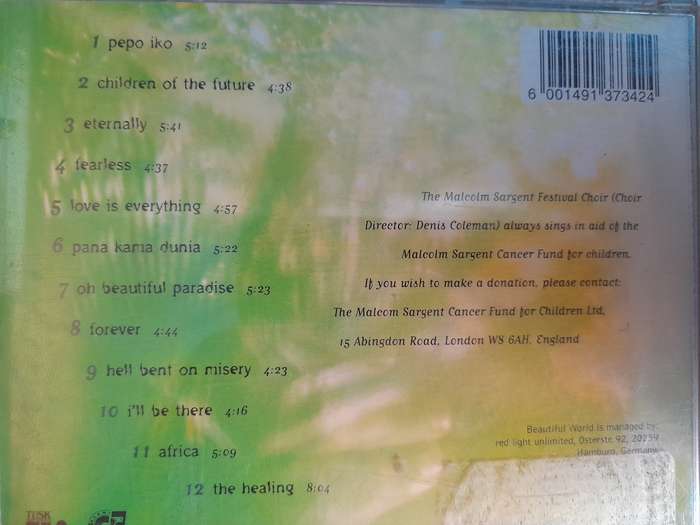 1 pepo iko 5:12
2 children of the future 4:38
3 eternally 5:41
4 fearless 4:37
5 love is everything 4:57
6 pana kama dunia 5:22
7 oh beautiful paradise 5:23
8 forever 4:44
9 hell bent on misery 4:23
10 i'll be there 4:16
11 africa 5:09
12 the healing 8:04
6 001491 373424
The Malcolm Sargent Festival Choir (Choir
Director: Denis Coleman) always sings in aid of the
Malcolm Sargent Cancer Fund for children.
If you wish to make a donation, please contact:
The Malcom Sargent Cancer Fund for Children Ltd,
15 Abingdon Road, London W8 6AH, England
Beautiful World is managed by:
red light unlimited, Osterstr. 92, 20259
Hamburg, Germany
TUSK